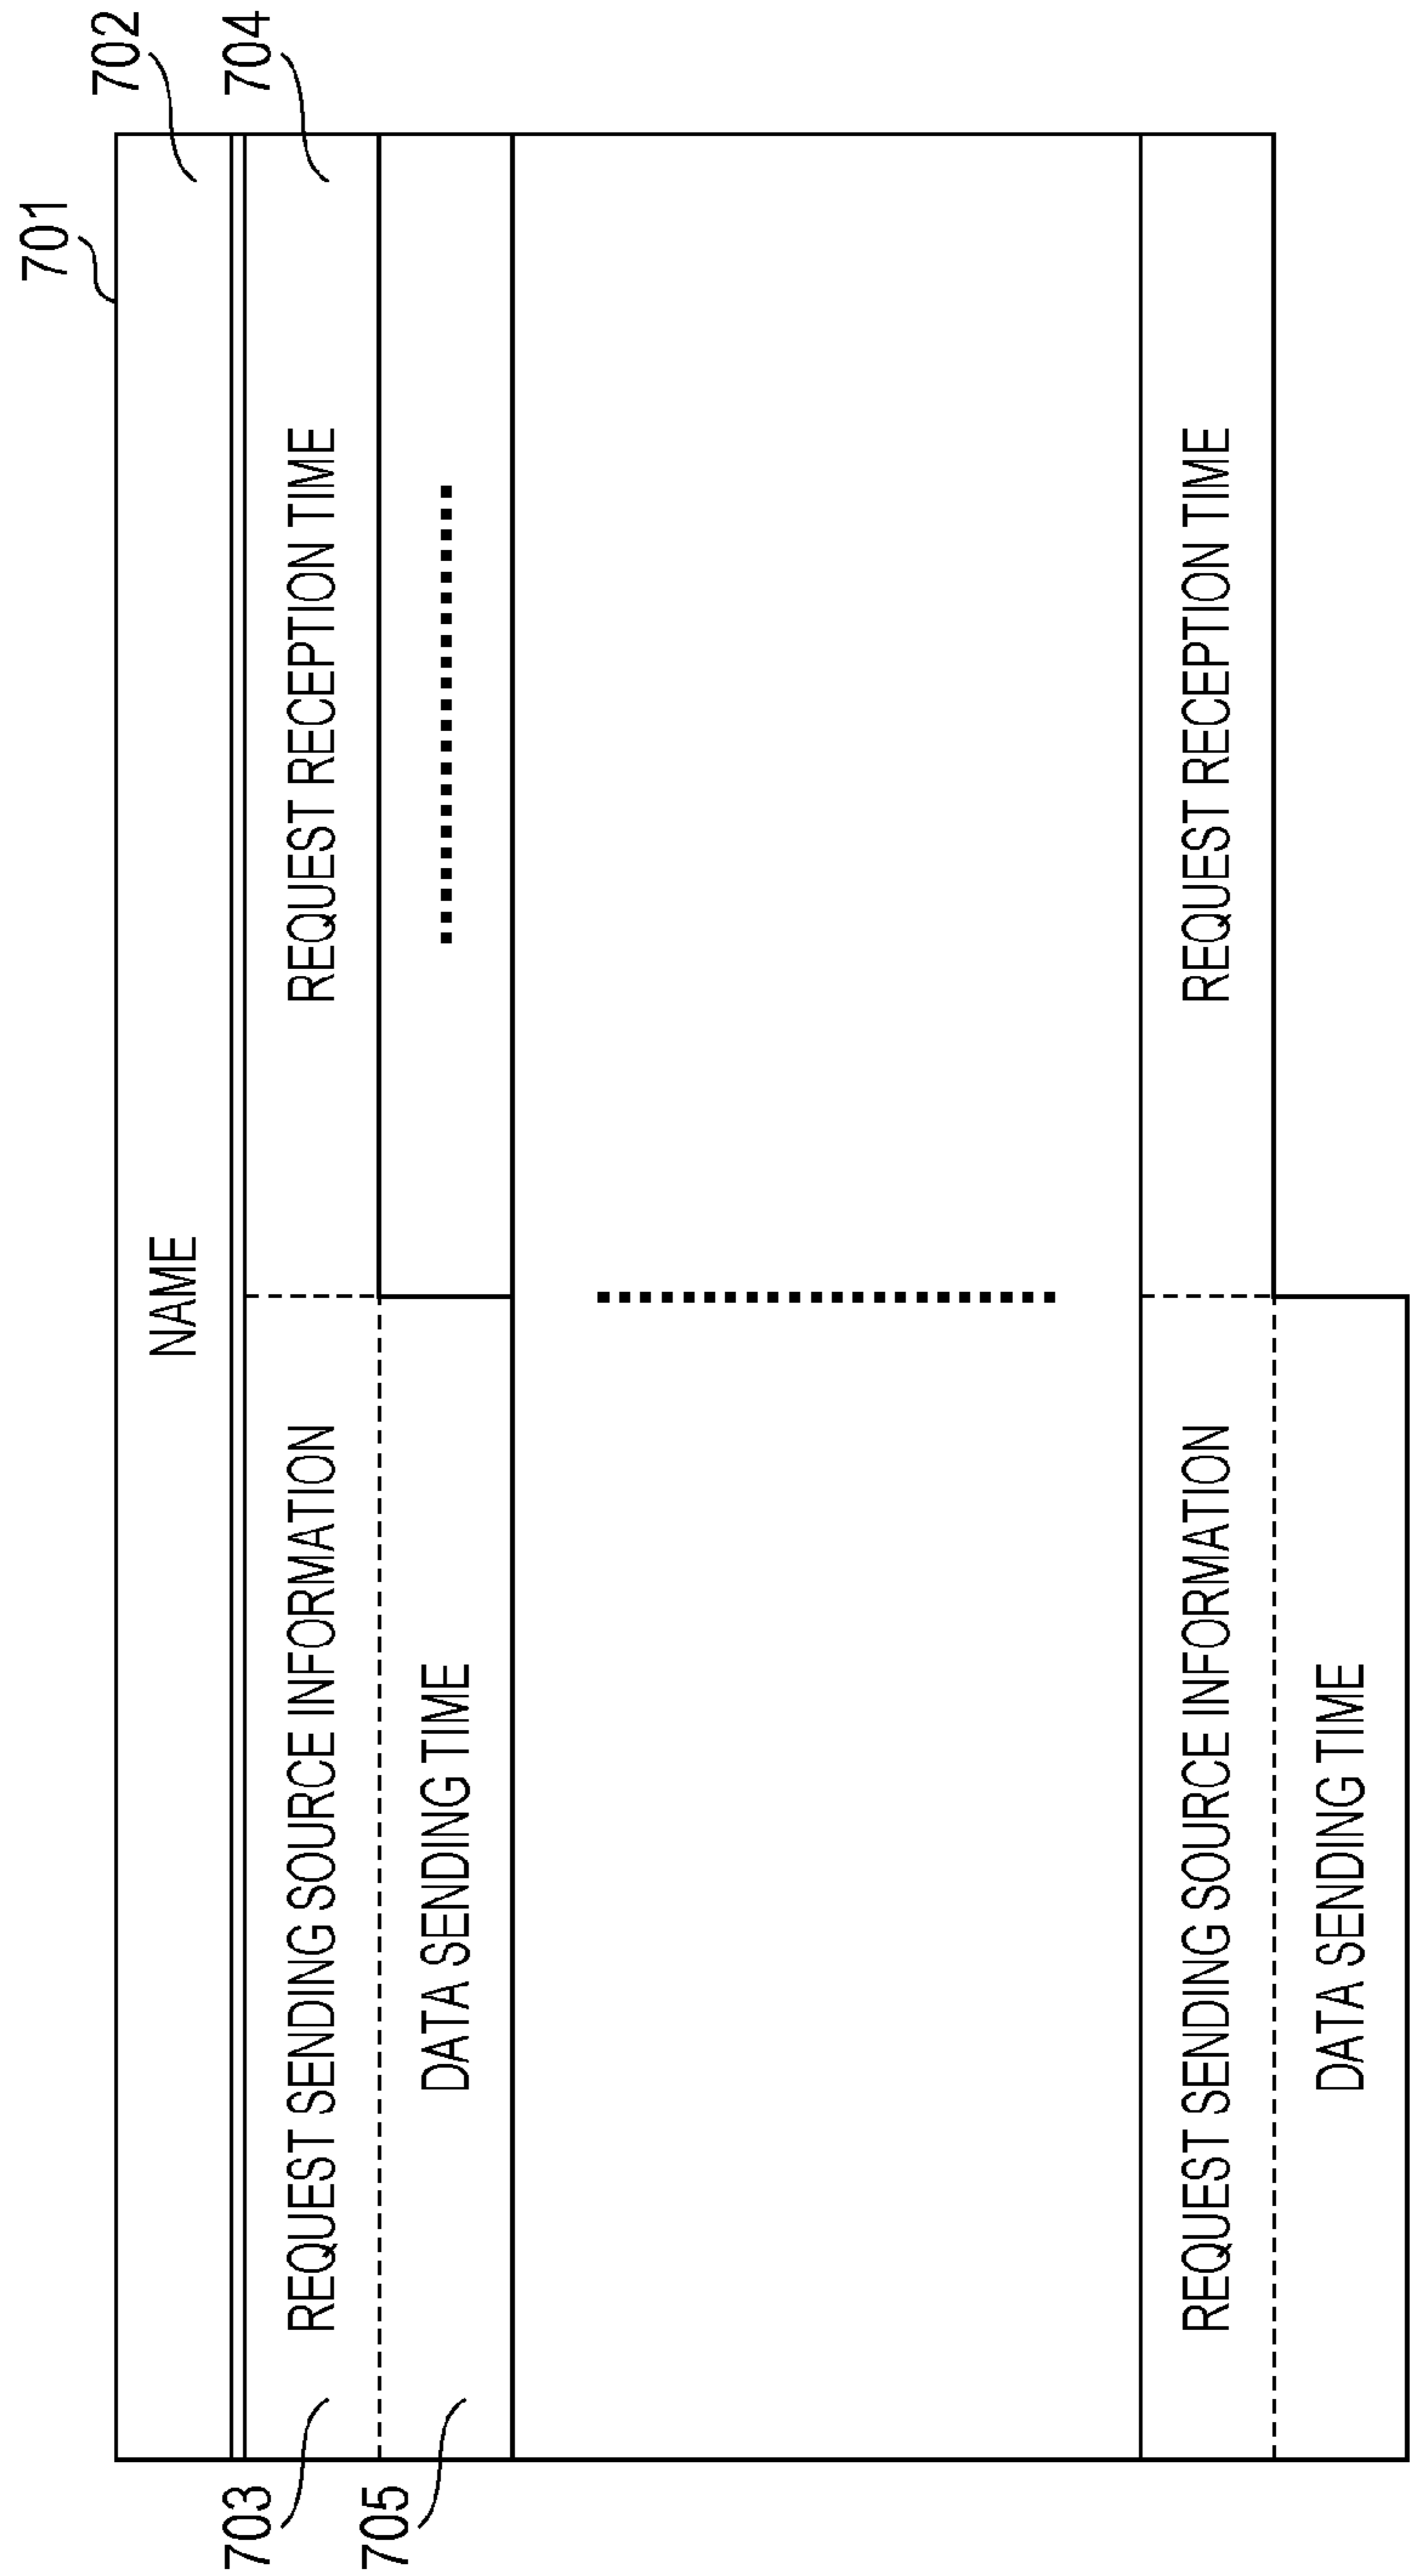 701
702
NAME
703
REQUEST SENDING SOURCE INFORMATION
REQUEST RECEPTION TIME
704
705
DATA SENDING TIME
REQUEST SENDING SOURCE INFORMATION
REQUEST RECEPTION TIME
DATA SENDING TIME